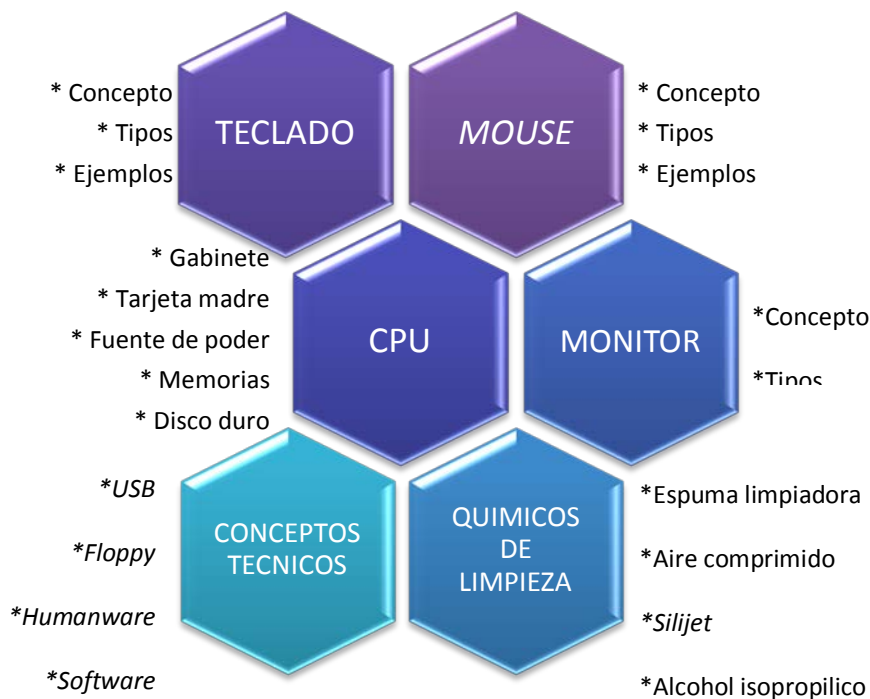 * Concepto
* Tipos
* Ejemplos
TECLADO
MOUSE
* Concepto
* Tipos
* Ejemplos
* Gabinete
* Tarjeta madre
* Fuente de poder
* Memorias
* Disco duro
CPU
MONITOR
*Concepto
*Tipos
*USB
*Floppy
*Humanware
*Software
CONCEPTOS
TECNICOS
QUIMICOS
DE
LIMPIEZA
*Espuma limpiadora
*Aire comprimido
*Silijet
*Alcohol isopropilico